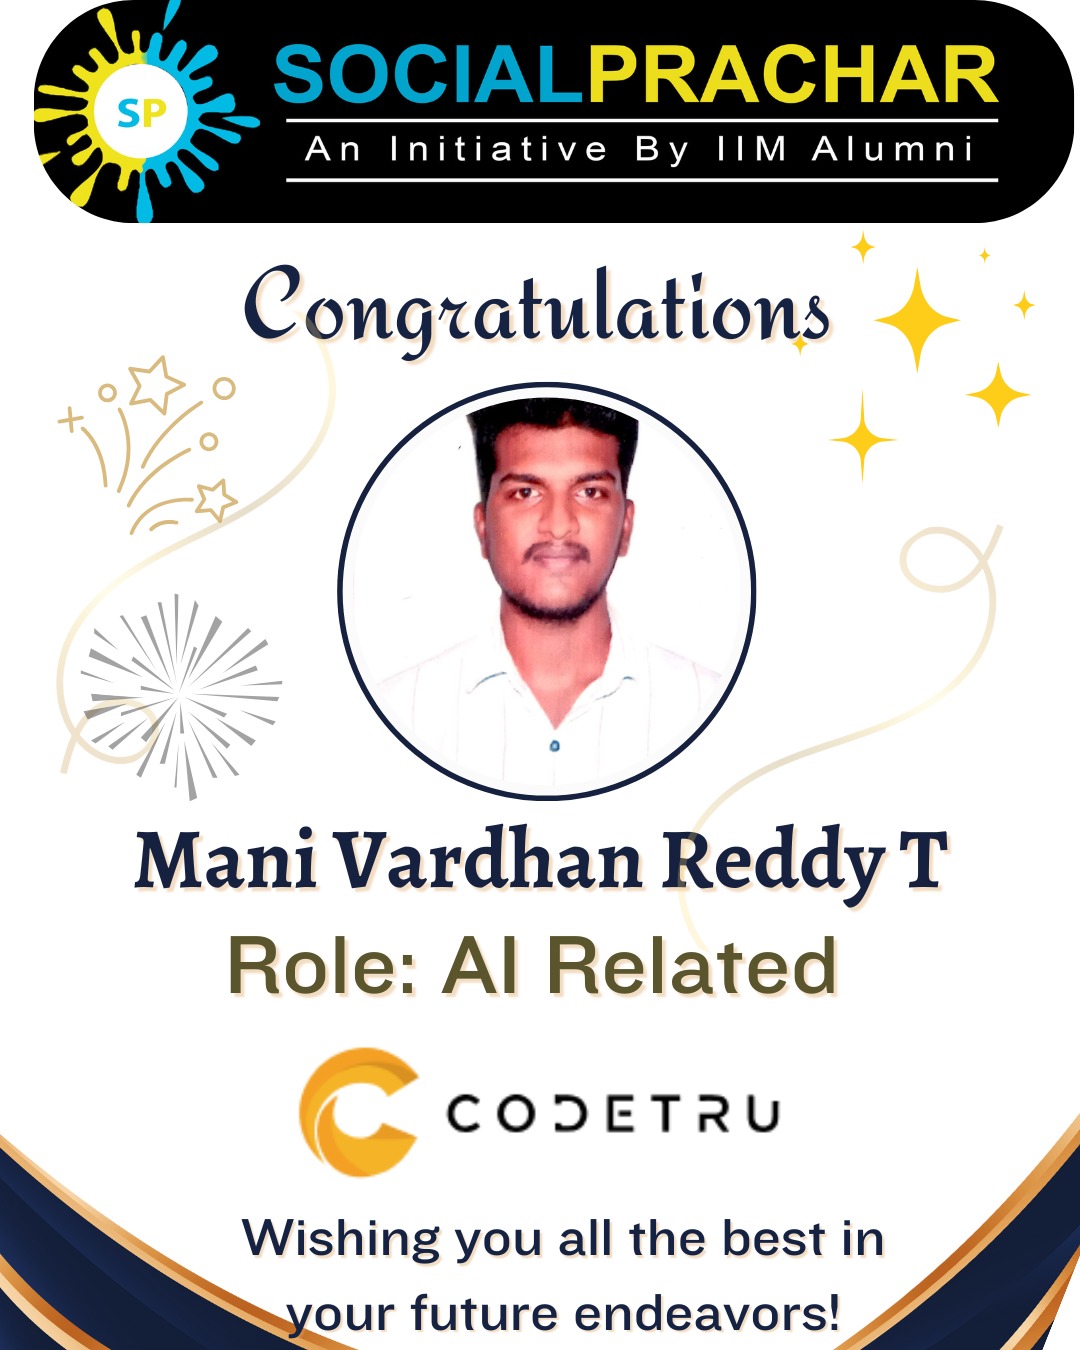 SP
SOCIALPRACHAR
An Initiative By IIM Alumni
Congratulations
Mani Vardhan Reddy T
Role: AI Related
CODETRU
Wishing you all the best in
your future endeavors!